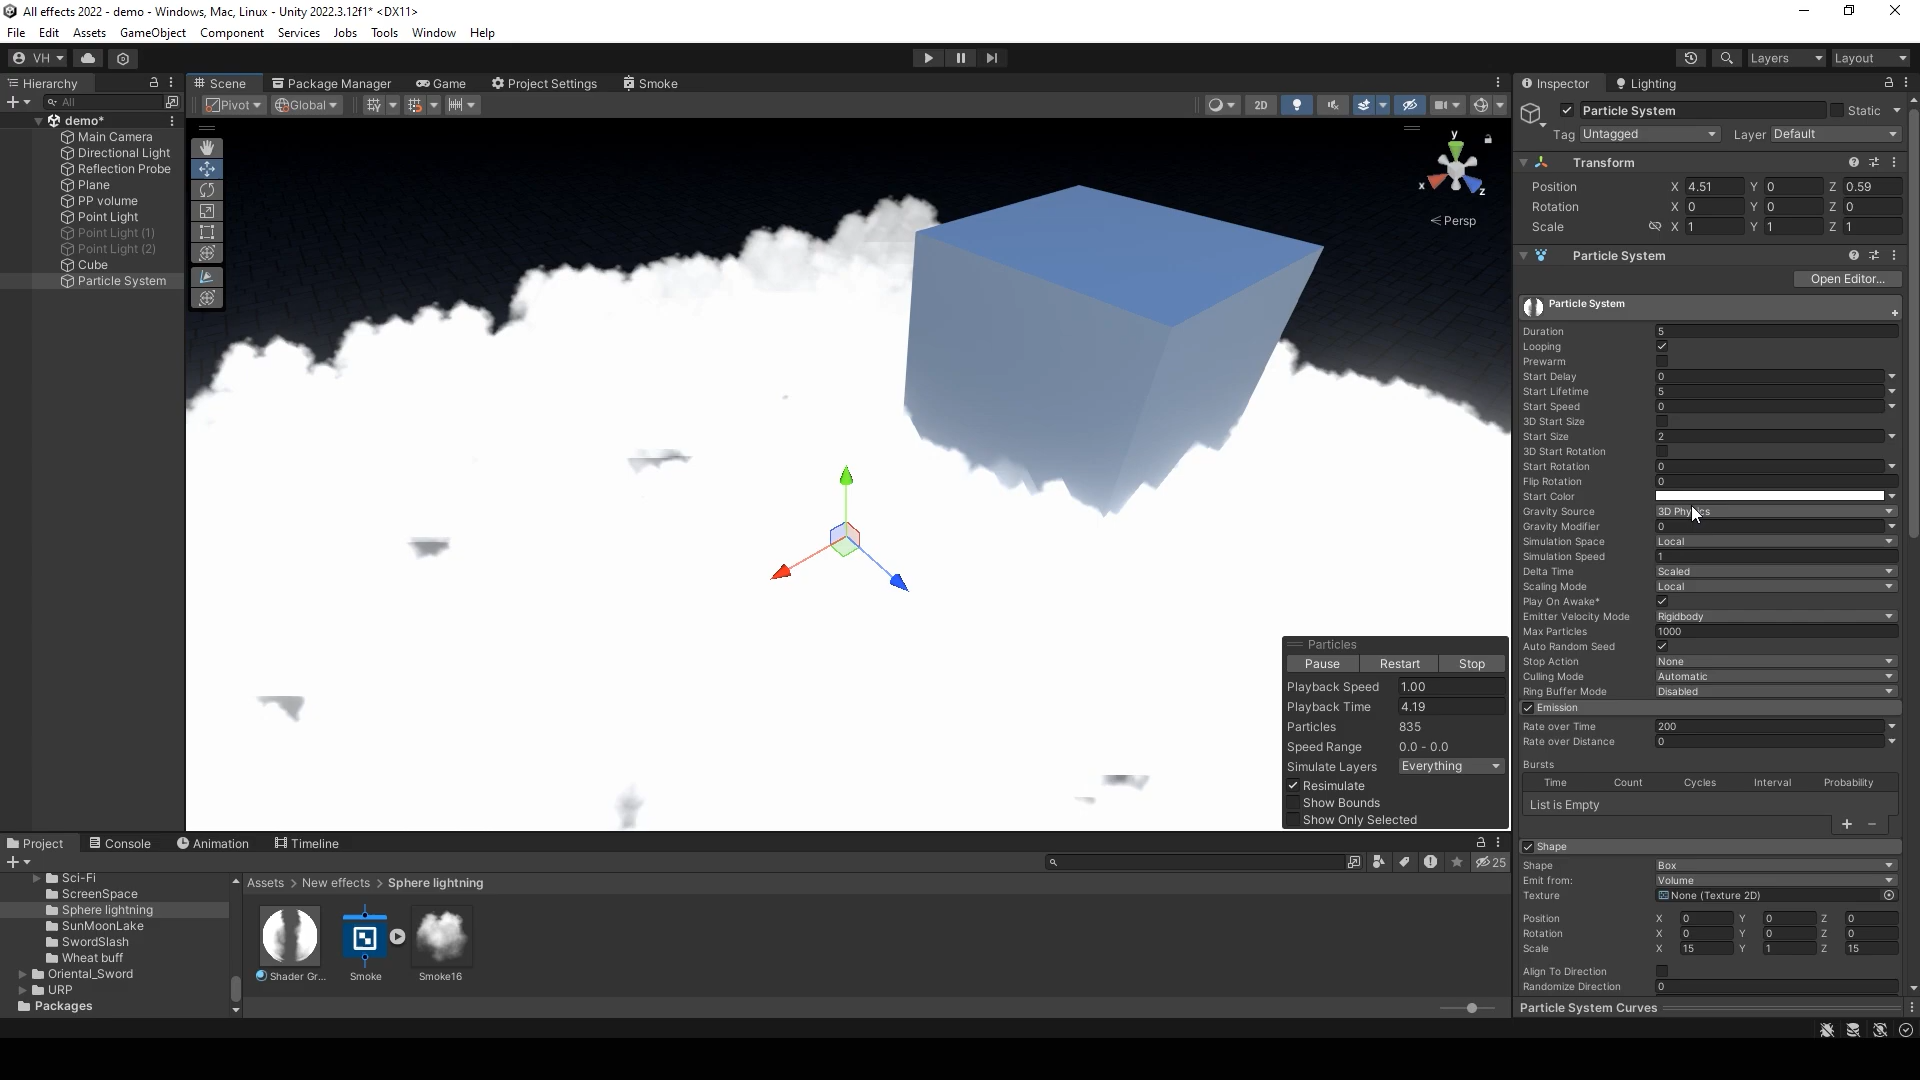 All effects 2022 - demo - Windows, Mac, Linux - Unity 2022.3.12f1* <DX11>
File Edit Assets GameObject Component Services Jobs Tools Window Help
VH
Layers Layout
Hierarchy
All
demo*
Main Camera
Directional Light
Reflection Probe
Plane
PP volume
Point Light
Point Light (1)
Point Light (2)
Cube
Particle System
Scene Package Manager Game Project Settings Smoke
Pivot Global 2D
y
x
z
Persp
Particles
Pause Restart Stop
Playback Speed 1.00
Playback Time 4.19
Particles 835
Speed Range 0.0 - 0.0
Simulate Layers Everything
Resimulate
Show Bounds
Show Only Selected
Project Console Animation Timeline
25
Sci-Fi
ScreenSpace
Sphere lightning
SunMoonLake
SwordSlash
Wheat buff
Oriental_Sword
URP
Packages
Assets > New effects > Sphere lightning
Shader Gr...
Smoke
Smoke16
Inspector Lighting
Particle System Static
Tag Untagged Layer Default
Transform
Position X 4.51 Y 0 Z 0.59
Rotation X 0 Y 0 Z 0
Scale X 1 Y 1 Z 1
Particle System
Open Editor...
Particle System
Duration 5
Looping
Prewarm
Start Delay 0
Start Lifetime 5
Start Speed 0
3D Start Size
Start Size 2
3D Start Rotation
Start Rotation 0
Flip Rotation 0
Start Color
Gravity Source 3D Physics
Gravity Modifier 0
Simulation Space Local
Simulation Speed 1
Delta Time Scaled
Scaling Mode Local
Play On Awake*
Emitter Velocity Mode Rigidbody
Max Particles 1000
Auto Random Seed
Stop Action None
Culling Mode Automatic
Ring Buffer Mode Disabled
Emission
Rate over Time 200
Rate over Distance 0
Bursts
Time Count Cycles Interval Probability
List is Empty
Shape
Shape Box
Emit from: Volume
Texture None (Texture 2D)
Position X 0 Y 0 Z 0
Rotation X 0 Y 0 Z 0
Scale X 15 Y 1 Z 15
Align To Direction
Randomize Direction 0
Particle System Curves